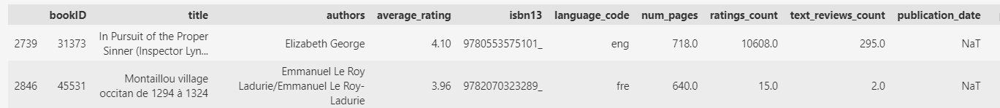 bookID title authors average_rating isbn13 language_code num_pages ratings_count text_reviews_count publication_date
In Pursuit of the Proper
2739 31373 Sinner (Inspector Lyn... Elizabeth George 4.10 9780553575101_ eng 718.0 10608.0 295.0 NaT
Emmanuel Le Roy
2846 45531 Montaillou village occitan de 1294 à 1324 Ladurie/Emmanuel Le Roy- 3.96 9782070323289_ fre 640.0 15.0 2.0 NaT
Ladurie